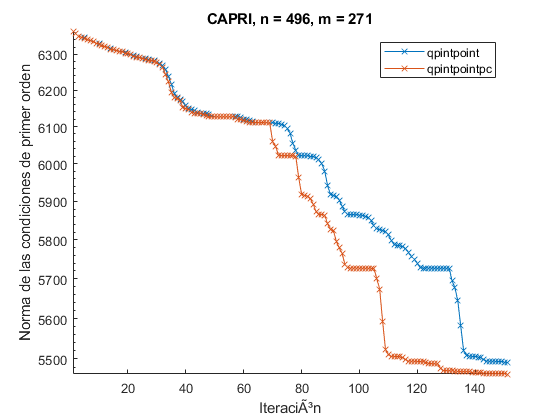 CAPRI, n = 496, m = 271
qpintpoint
qpintpointpc
Norma de las condiciones de primer orden
6300
6200
6100
6000
5900
5800
5700
5600
5500
20 40 60 80 100 120 140
IteraciÃ³n